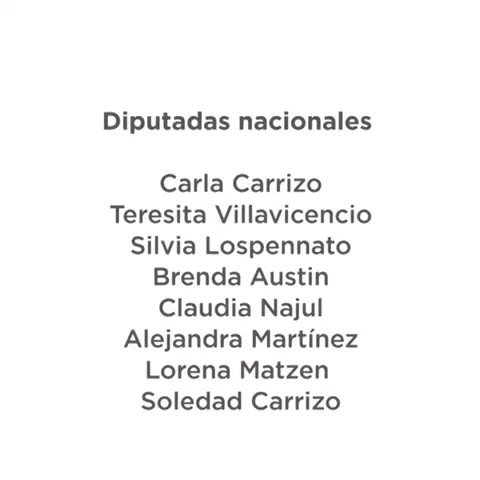 Diputadas nacionales
Carla Carrizo
Teresita Villavicencio
Silvia Lospennato
Brenda Austin
Claudia Najul
Alejandra Martínez
Lorena Matzen
Soledad Carrizo